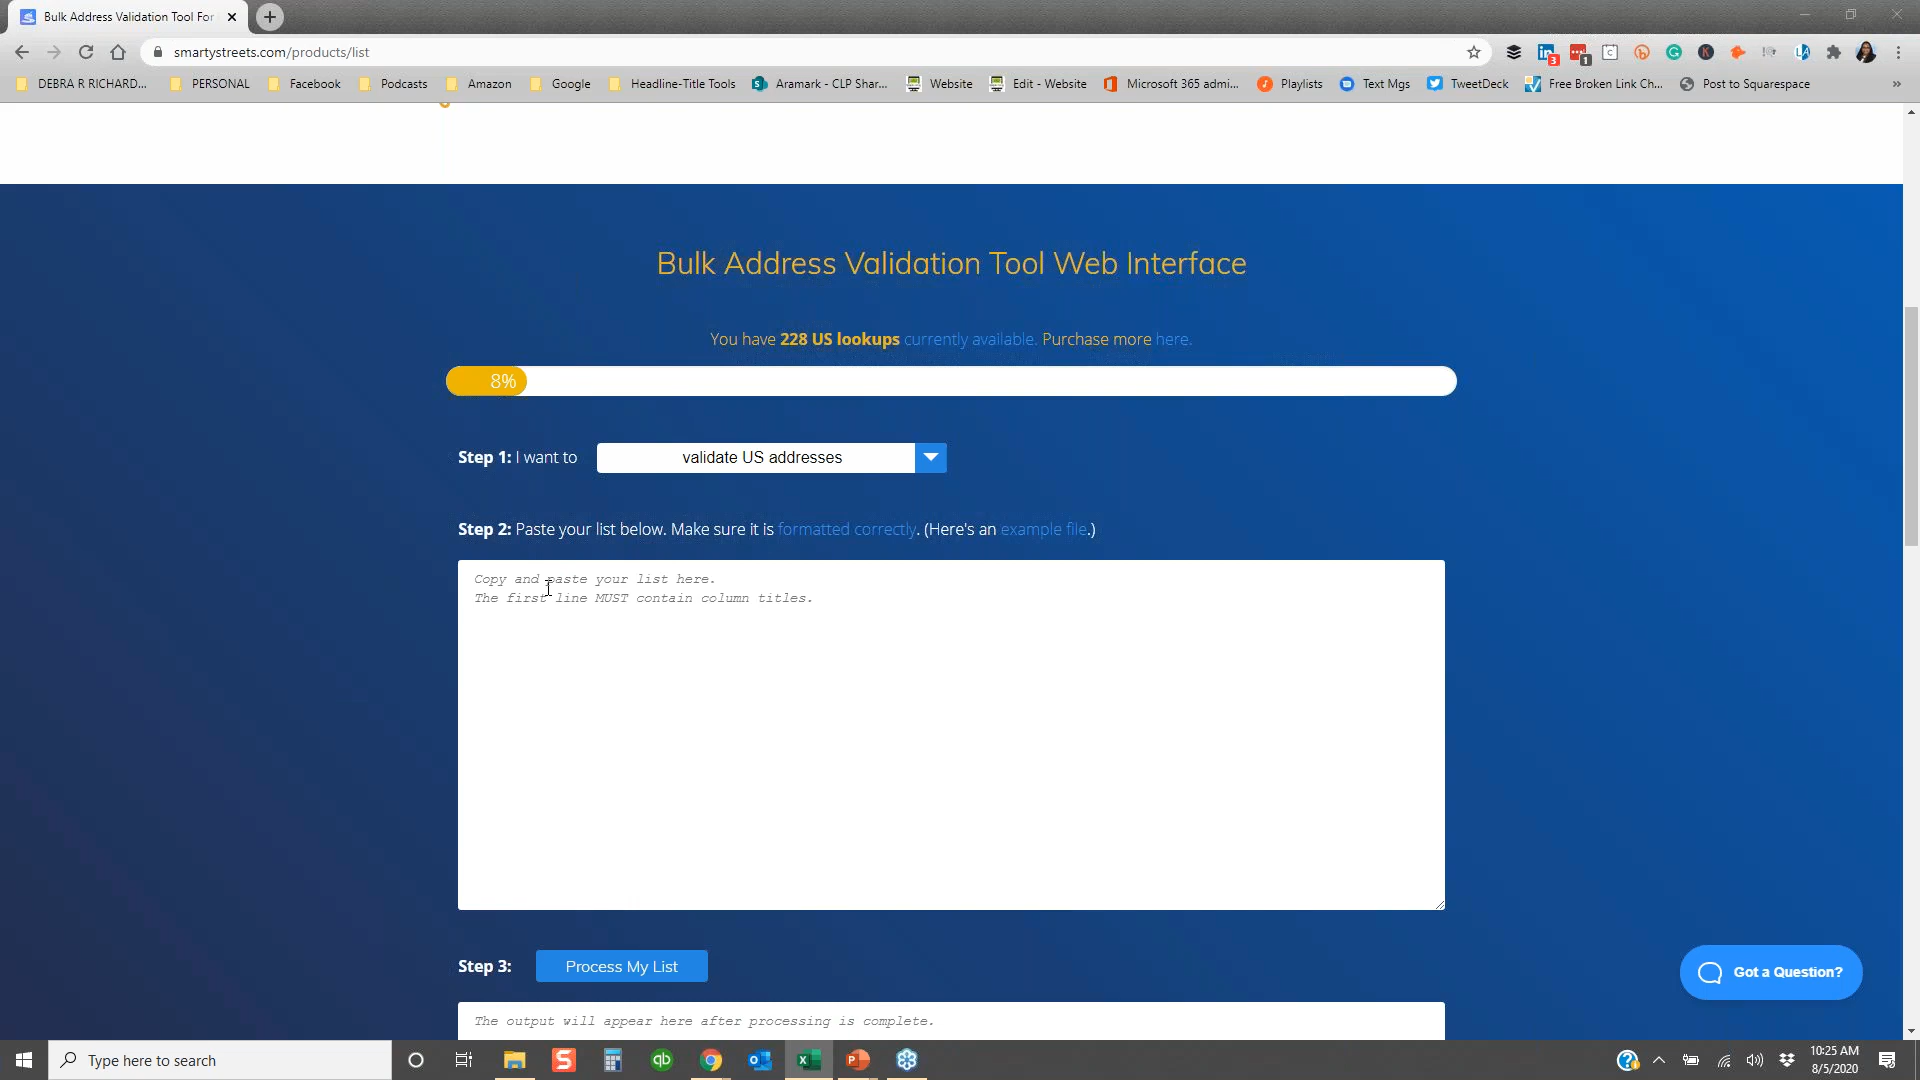 Bulk Address Validation Tool For
smartystreets.com/products/list
3
1
DEBRA R RICHARD...
PERSONAL
Facebook
Podcasts
Amazon
Google
Headline-Title Tools
Aramark - CLP Shar...
Website
Edit - Website
Microsoft 365 admi...
Playlists
Text Mgs
TweetDeck
Free Broken Link Ch...
Post to Squarespace
»
Bulk Address Validation Tool Web Interface
You have 228 US lookups currently available. Purchase more here.
8%
Step 1: I want to validate US addresses
Step 2: Paste your list below. Make sure it is formatted correctly. (Here's an example file.)
Copy and paste your list here.
The first line MUST contain column titles.
Step 3: Process My List
Got a Question?
The output will appear here after processing is complete.
Type here to search
10:25 AM
8/5/2020